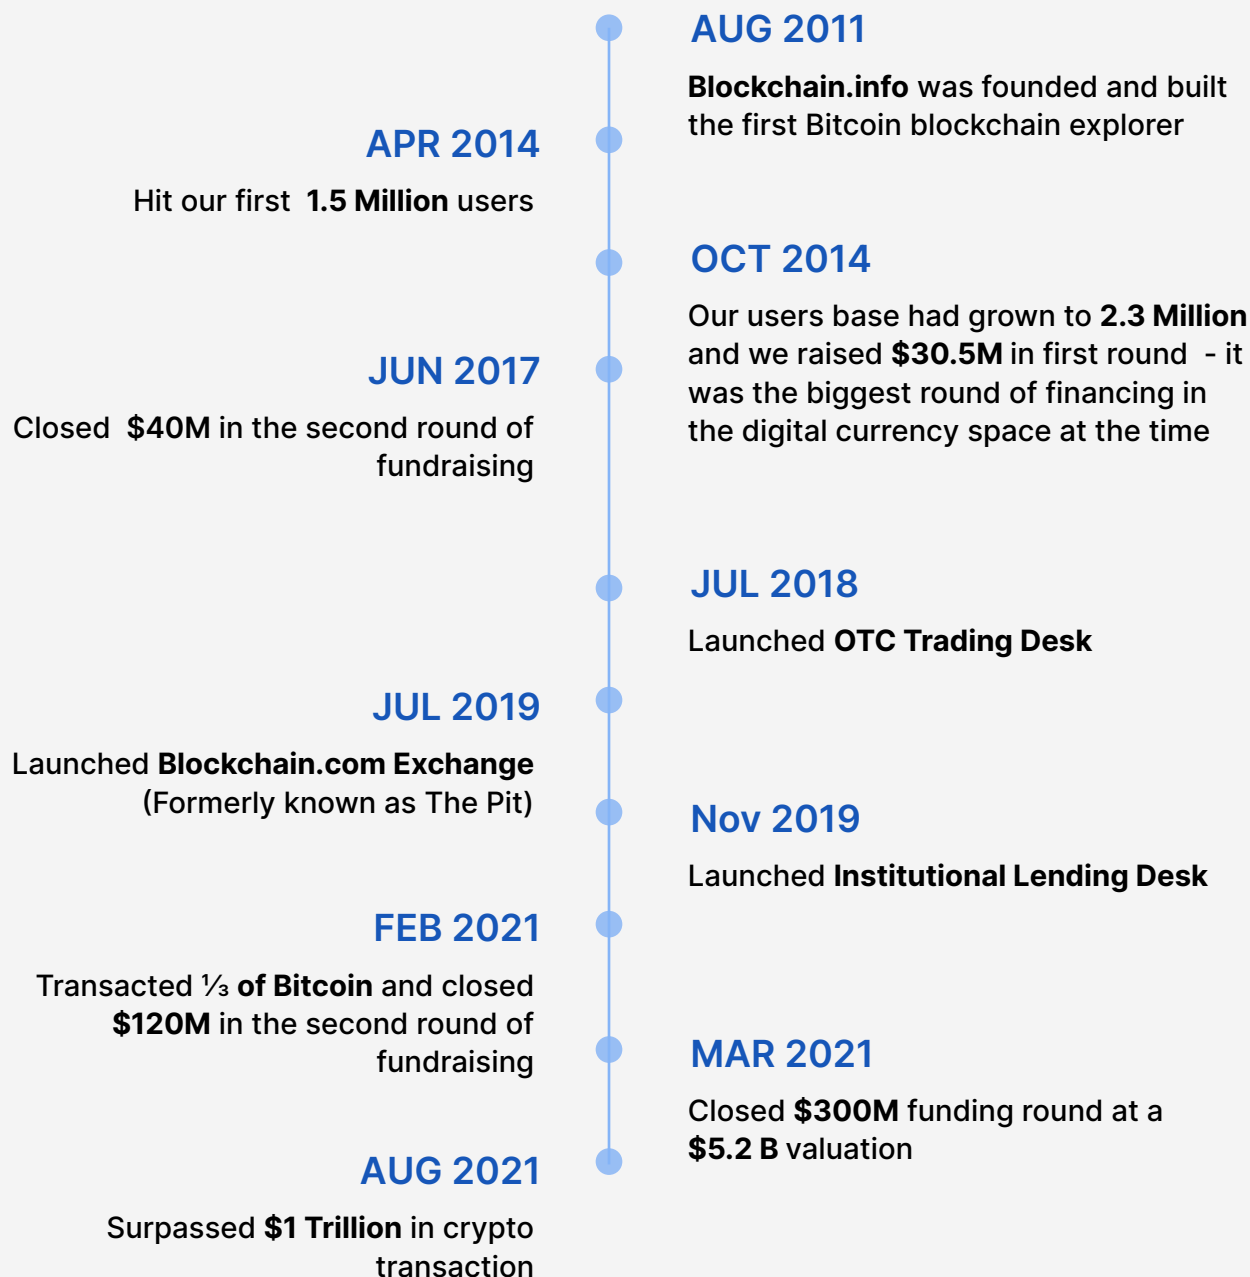 AUG 2011
Blockchain.info was founded and built
the first Bitcoin blockchain explorer
APR 2014
Hit our first  1.5 Million users
OCT 2014
Our users base had grown to 2.3 Million
and we raised $30.5M in first round  - it
was the biggest round of financing in
the digital currency space at the time
JUN 2017
Closed  $40M in the second round of
fundraising
JUL 2018
Launched OTC Trading Desk
JUL 2019
Launched Blockchain.com Exchange
(Formerly known as The Pit)
Nov 2019
Launched Institutional Lending Desk
FEB 2021
Transacted ⅓ of Bitcoin and closed
$120M in the second round of
fundraising
MAR 2021
Closed $300M funding round at a
$5.2 B valuation
AUG 2021
Surpassed $1 Trillion in crypto
transaction